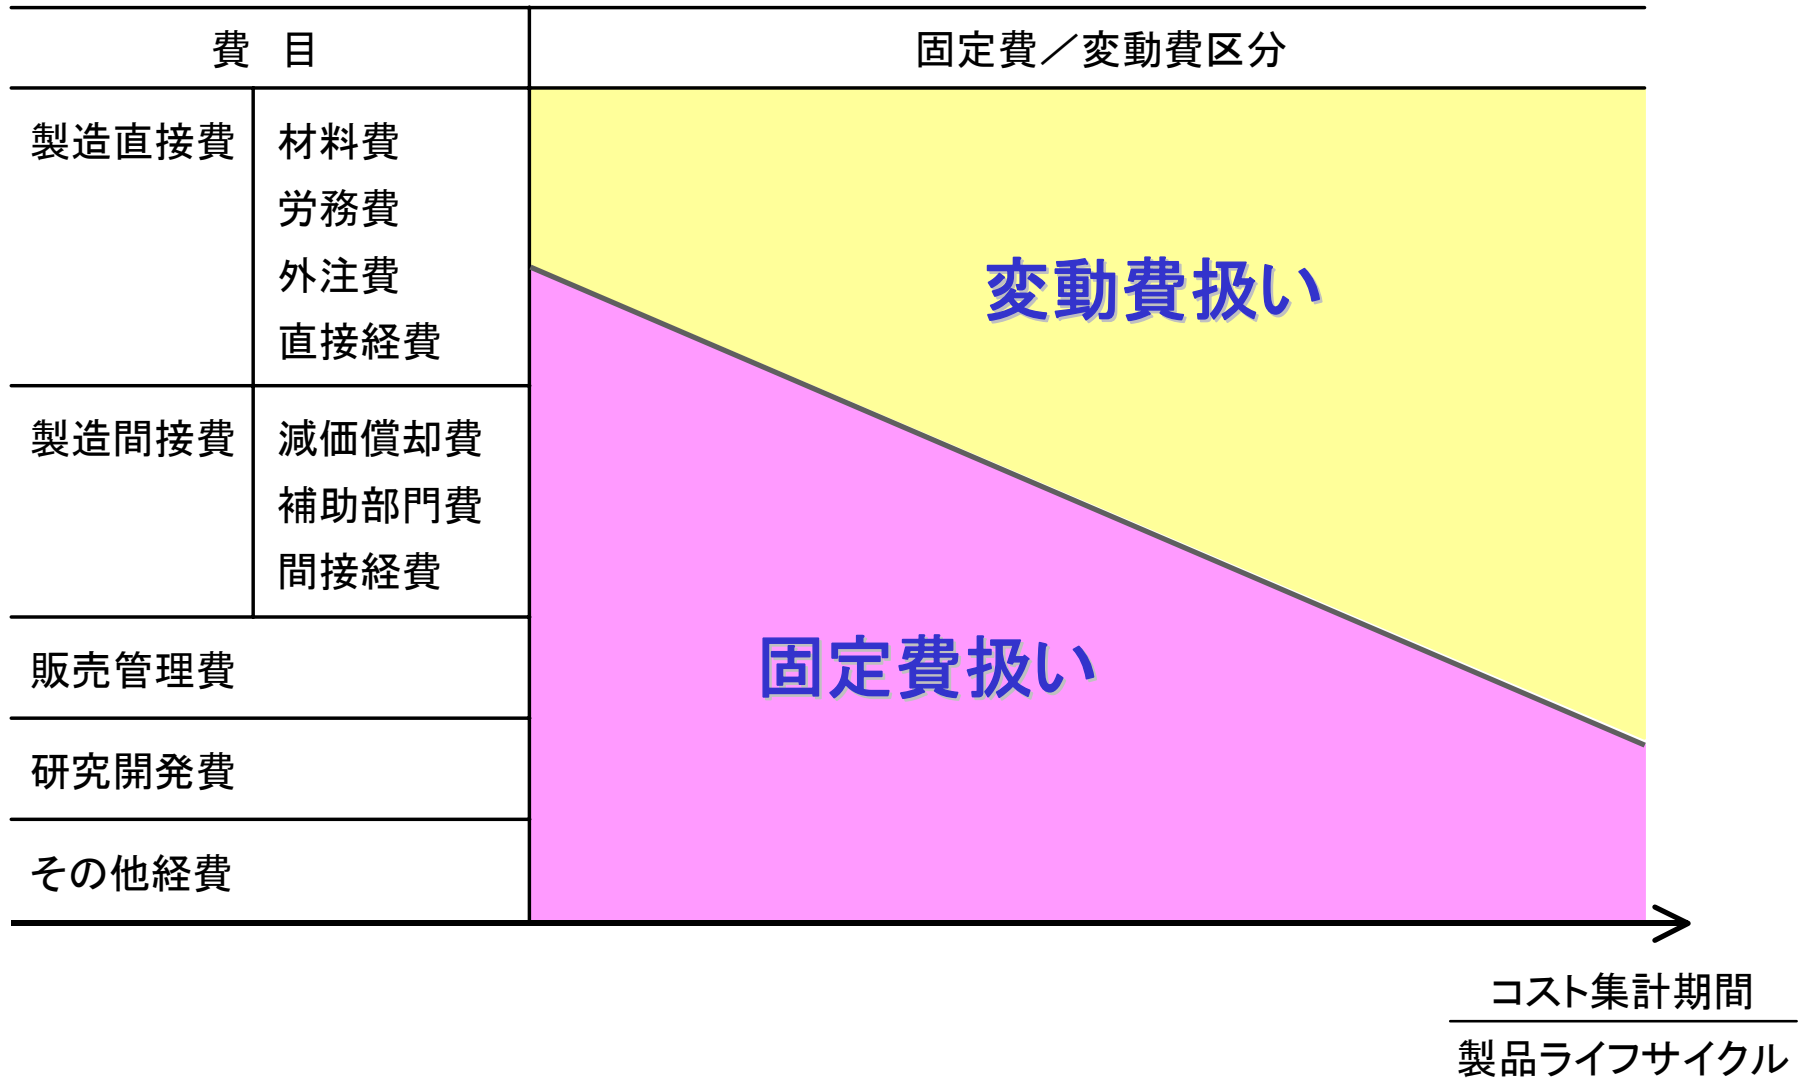 費 目
固定費／変動費区分
製造直接費
材料費
労務費
外注費
直接経費
変動費扱い
製造間接費
減価償却費
補助部門費
間接経費
販売管理費
固定費扱い
研究開発費
その他経費
コスト集計期間
製品ライフサイクル